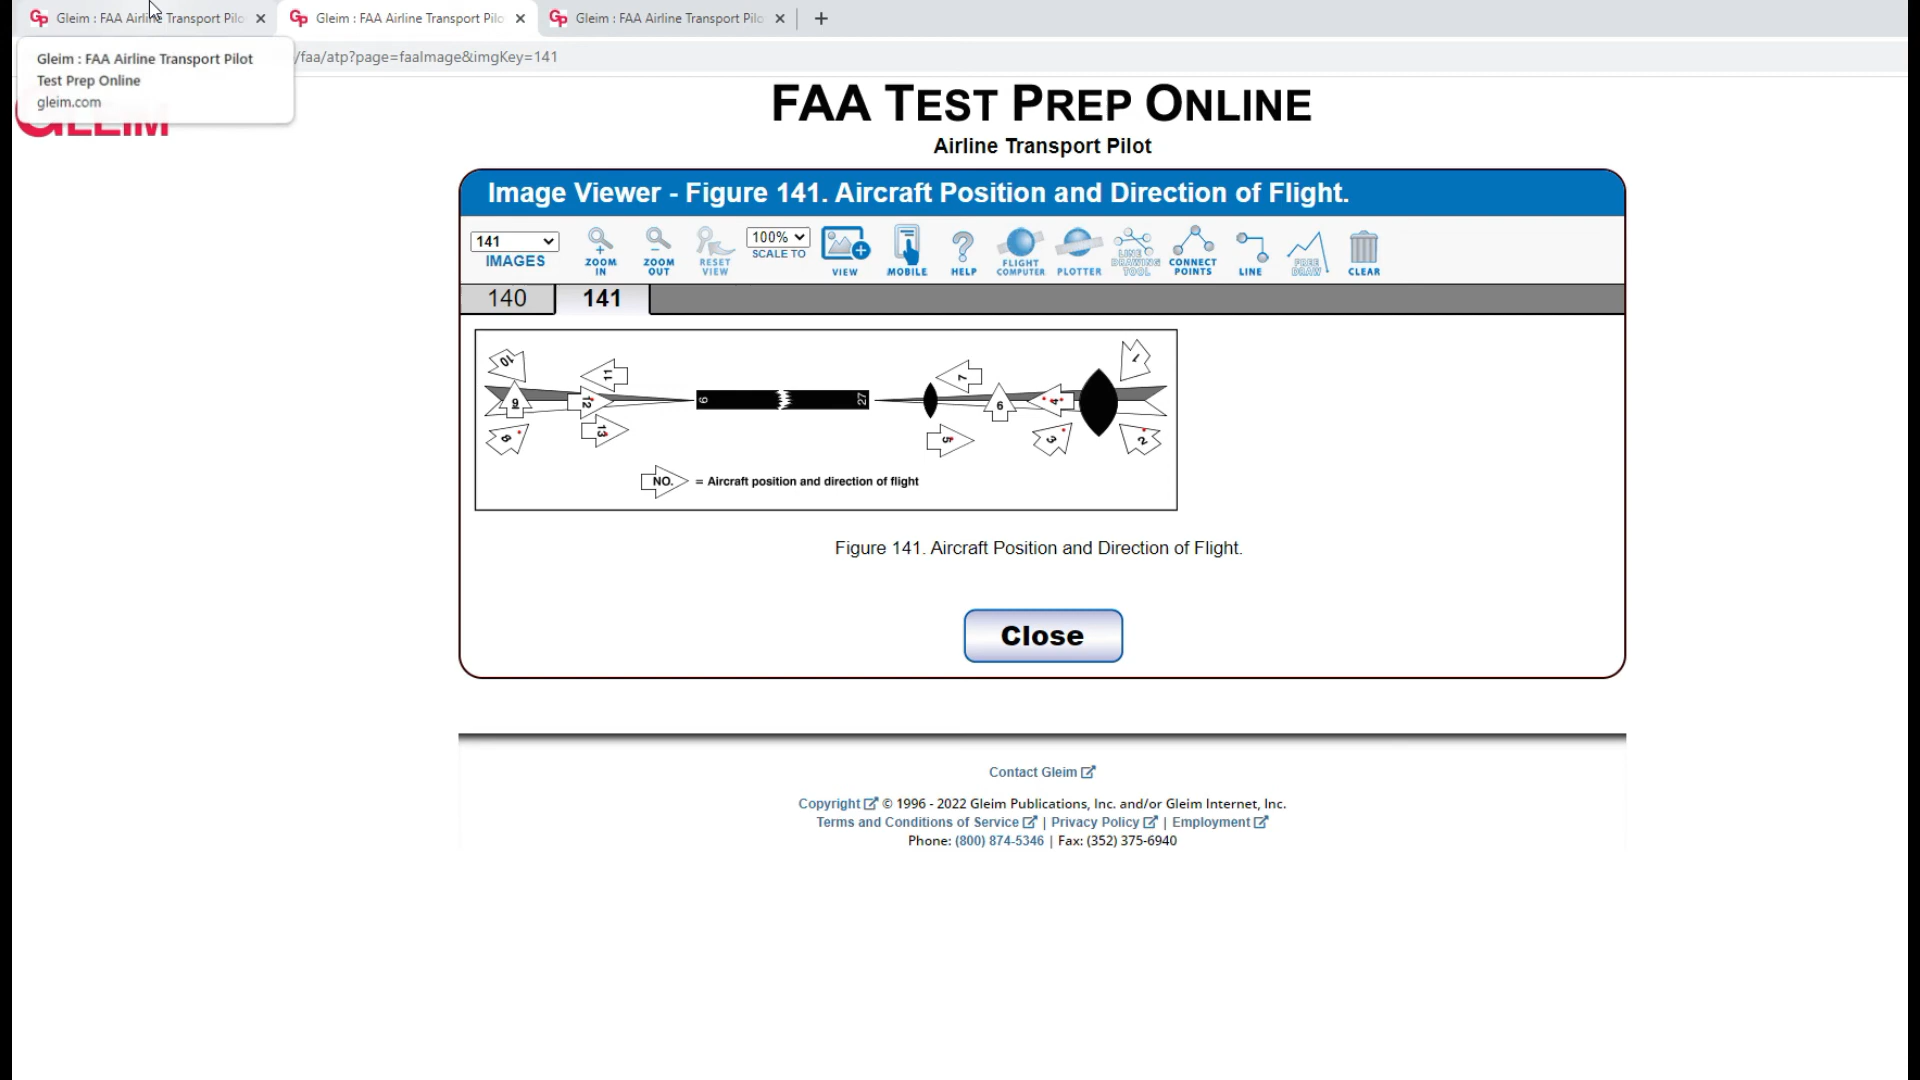 Gleim : FAA Airline Transport Pilo
Gleim : FAA Airline Transport Pilo
Gleim : FAA Airline Transport Pilo
Gleim : FAA Airline Transport Pilot
Test Prep Online
gleim.com
/faa/atp?page=faaImage&imgKey=141
GLEIM
FAA TEST PREP ONLINE
Airline Transport Pilot
Image Viewer - Figure 141. Aircraft Position and Direction of Flight.
141
IMAGES
ZOOM IN
ZOOM OUT
RESET VIEW
100%
SCALE TO
VIEW
MOBILE
HELP
FLIGHT COMPUTER
PLOTTER
LINE DRAWING TOOL
CONNECT POINTS
LINE
FREE DRAW
CLEAR
140
141
10
11
7
1
9
12
9
27
6
4
8
13
5
3
2
NO. = Aircraft position and direction of flight
Figure 141. Aircraft Position and Direction of Flight.
Close
Contact Gleim
Copyright © 1996 - 2022 Gleim Publications, Inc. and/or Gleim Internet, Inc.
Terms and Conditions of Service | Privacy Policy | Employment
Phone: (800) 874-5346 | Fax: (352) 375-6940